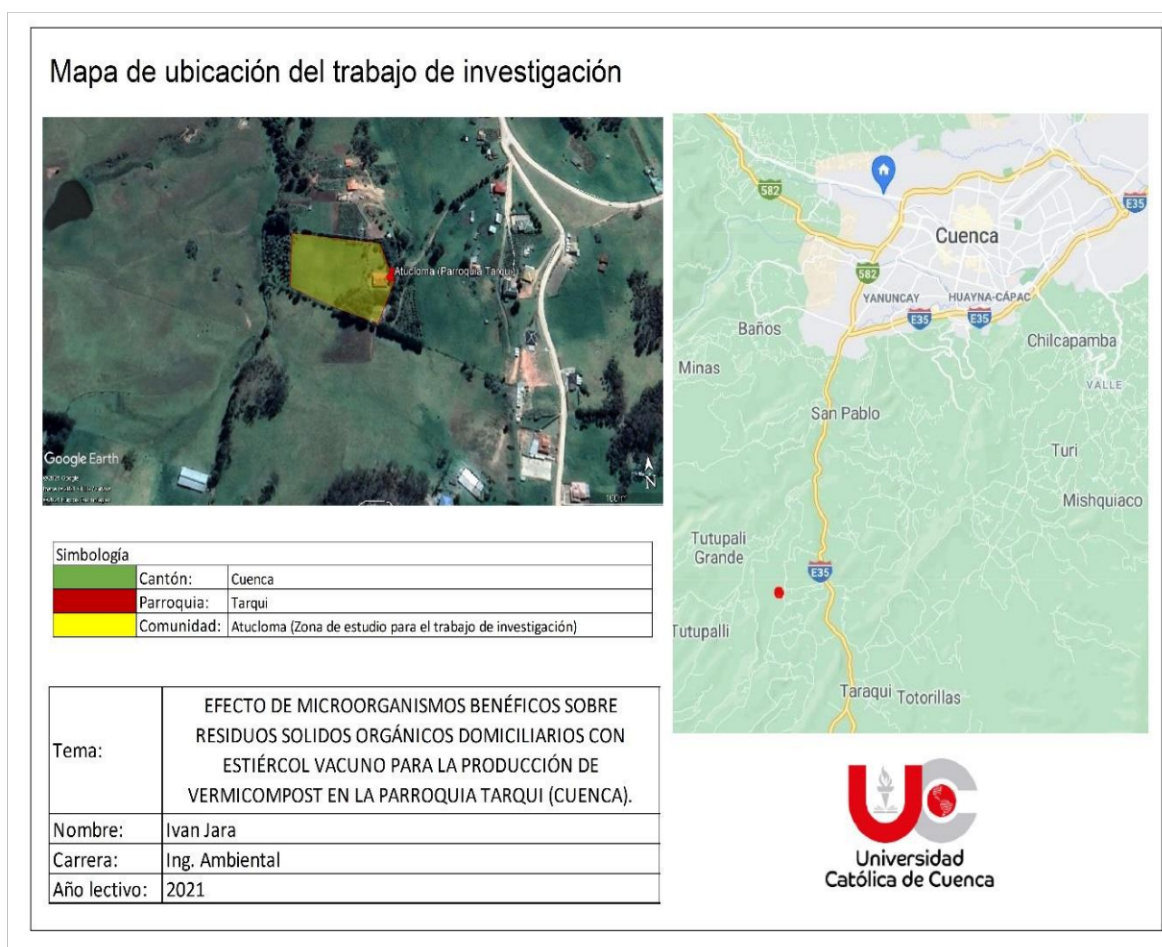 Mapa de ubicación del trabajo de investigación
Atucloma (Parroquia Tarqui)
Google Earth
100 m
N
582
Cuenca
E35
582
YANUNCAY
HUAYNA-CÁPAC
E35
E35
Baños
Chilcapamba
Minas
VALLE
San Pablo
Turi
Mishquiaco
Tutupali
Grande
E35
Tutupalli
Taraqui
Totorillas
Simbología
Cantón: Cuenca
Parroquia: Tarqui
Comunidad: Atucloma (Zona de estudio para el trabajo de investigación)
Tema:
EFECTO DE MICROORGANISMOS BENÉFICOS SOBRE
RESIDUOS SOLIDOS ORGÁNICOS DOMICILIARIOS CON
ESTIÉRCOL VACUNO PARA LA PRODUCCIÓN DE
VERMICOMPOST EN LA PARROQUIA TARQUI (CUENCA).
Nombre: Ivan Jara
Carrera: Ing. Ambiental
Año lectivo: 2021
UC
Universidad
Católica de Cuenca